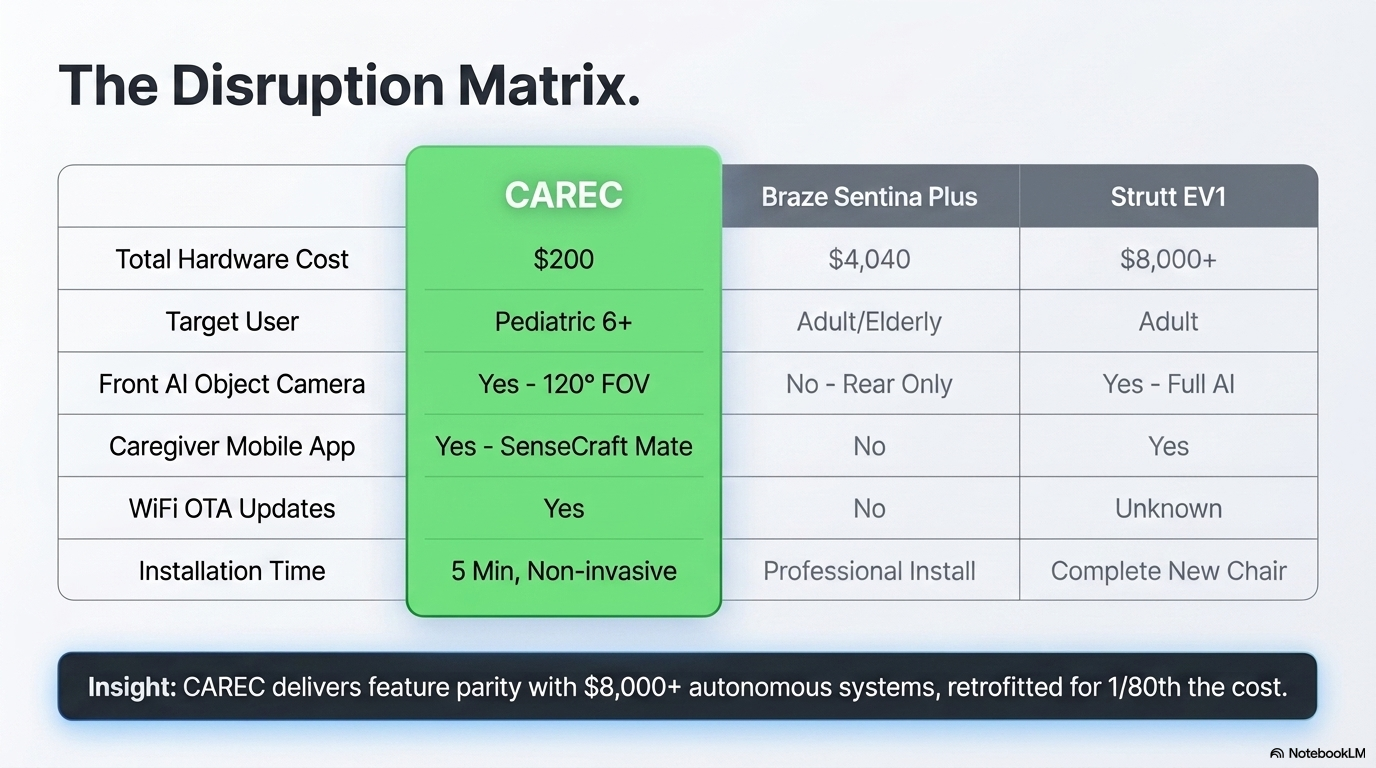 The Disruption Matrix.
CAREC Braze Sentina Plus Strutt EV1
Total Hardware Cost $200 $4,040 $8,000+
Target User Pediatric 6+ Adult/Elderly Adult
Front AI Object Camera Yes - 120° FOV No - Rear Only Yes - Full AI
Caregiver Mobile App Yes - SenseCraft Mate No Yes
WiFi OTA Updates Yes No Unknown
Installation Time 5 Min, Non-invasive Professional Install Complete New Chair
Insight: CAREC delivers feature parity with $8,000+ autonomous systems, retrofitted for 1/80th the cost.
NotebookLM